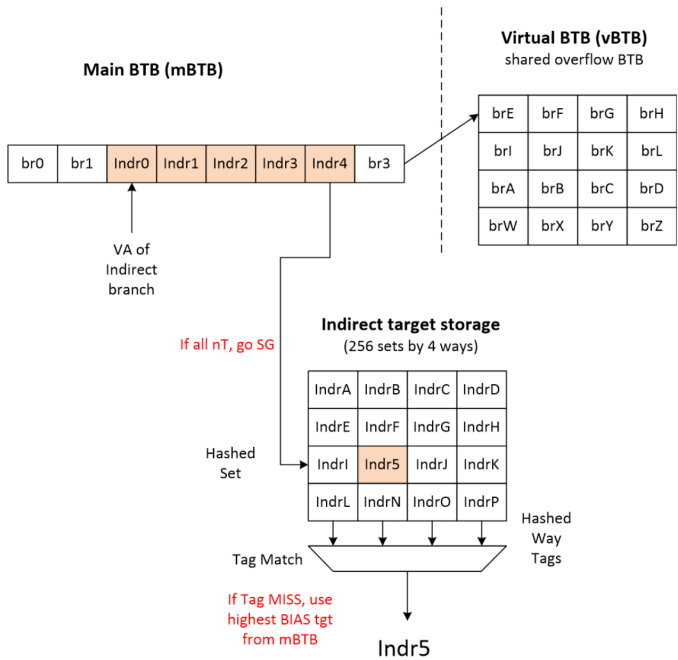 Main BTB (mBTB)
Virtual BTB (vBTB)
shared overflow BTB
br0 br1 Indr0 Indr1 Indr2 Indr3 Indr4 br3
brE brF brG brH
brI brJ brK brL
brA brB brC brD
brW brX brY brZ
VA of
Indirect
branch
If all nT, go SG
Indirect target storage
(256 sets by 4 ways)
IndrA IndrB IndrC IndrD
IndrE IndrF IndrG IndrH
IndrI Indr5 IndrJ IndrK
IndrL IndrN IndrO IndrP
Hashed
Set
Tag Match
Hashed
Way
Tags
If Tag MISS, use
highest BIAS tgt
from mBTB
Indr5